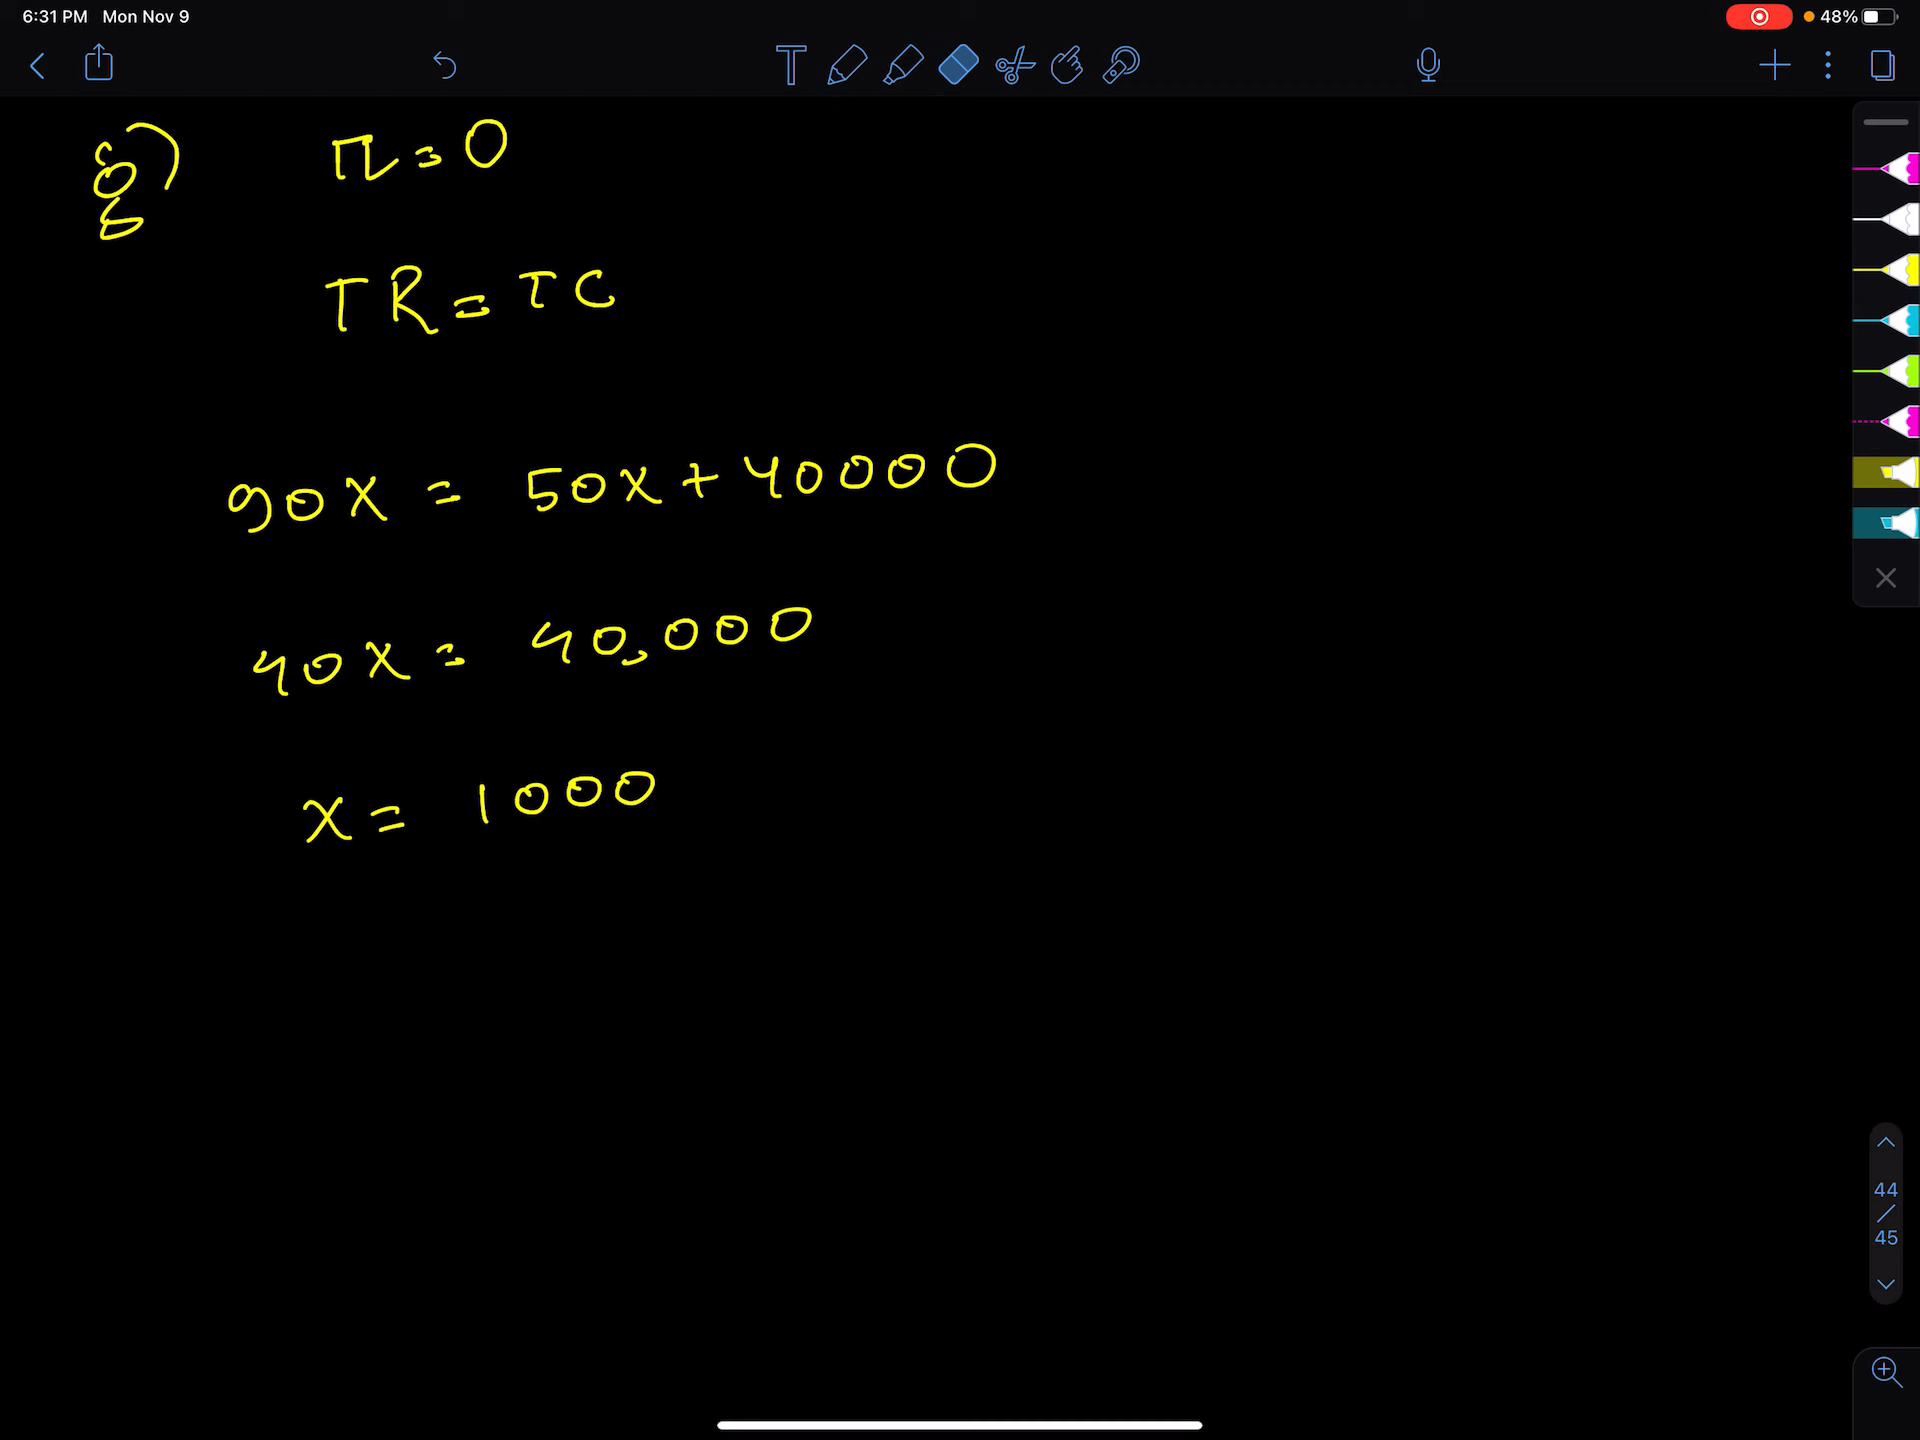 6:31 PM Mon Nov 9
48%
g) π = 0
TR = TC
90x = 50x + 40000
40x = 40,000
x = 1000
44
/
45